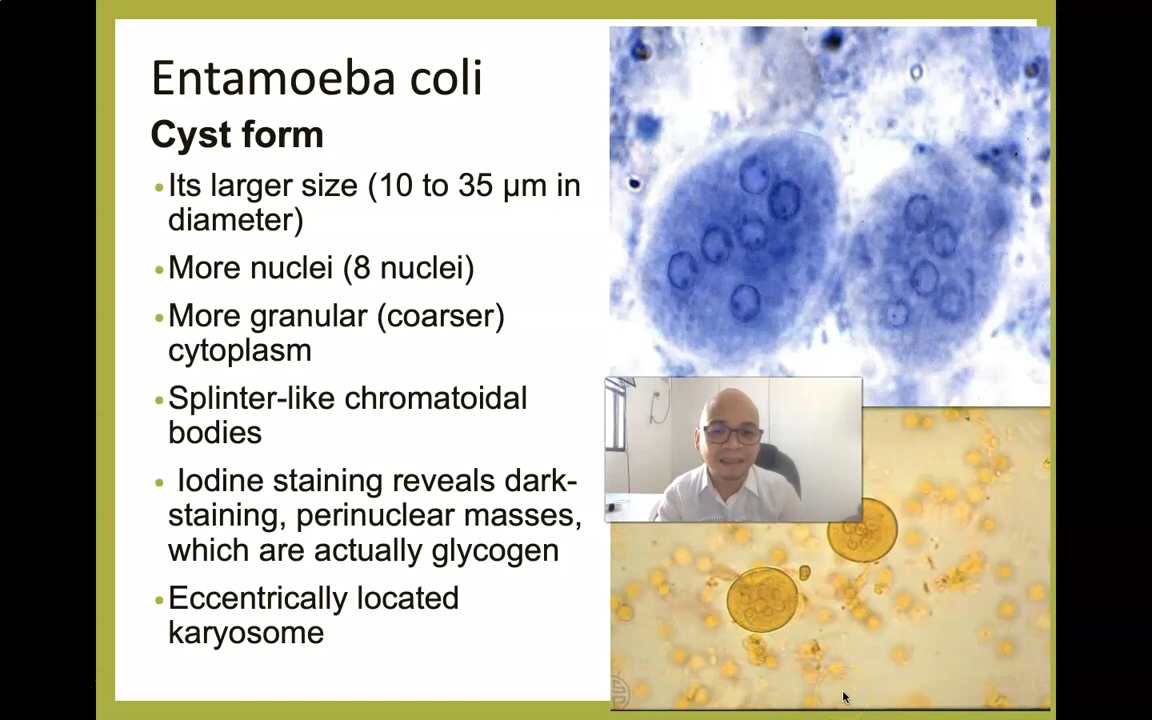 Entamoeba coli
Cyst form
•Its larger size (10 to 35 µm in
diameter)
•More nuclei (8 nuclei)
•More granular (coarser)
cytoplasm
•Splinter-like chromatoidal
bodies
• Iodine staining reveals dark-
staining, perinuclear masses,
which are actually glycogen
•Eccentrically located
karyosome